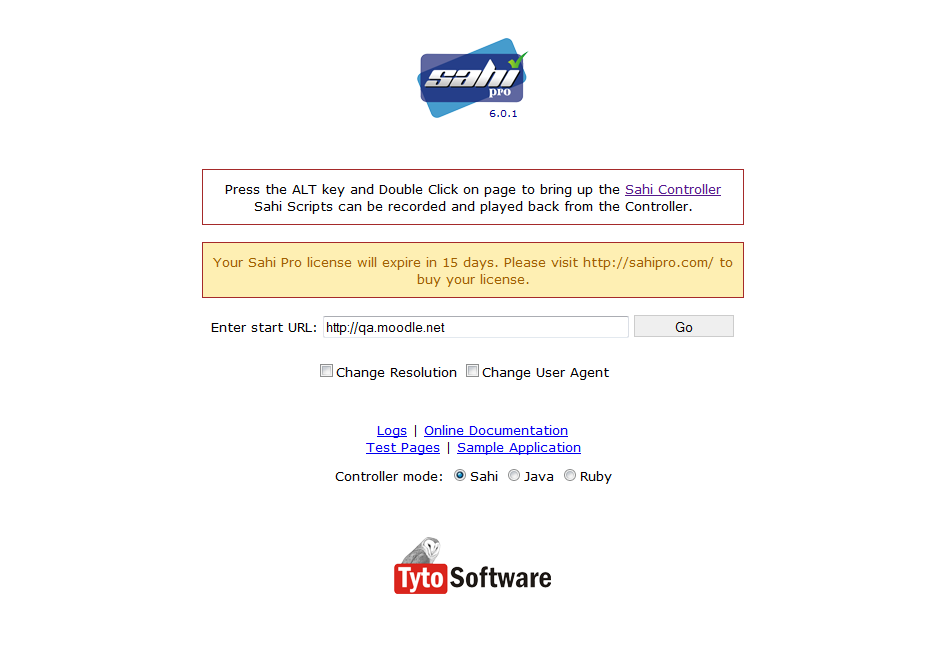 sahi
pro
6.0.1
Press the ALT key and Double Click on page to bring up the Sahi Controller
Sahi Scripts can be recorded and played back from the Controller.
Your Sahi Pro license will expire in 15 days. Please visit http://sahipro.com/ to
buy your license.
Enter start URL: http://qa.moodle.net Go
Change Resolution Change User Agent
Logs | Online Documentation
Test Pages | Sample Application
Controller mode: Sahi Java Ruby
Tyto Software